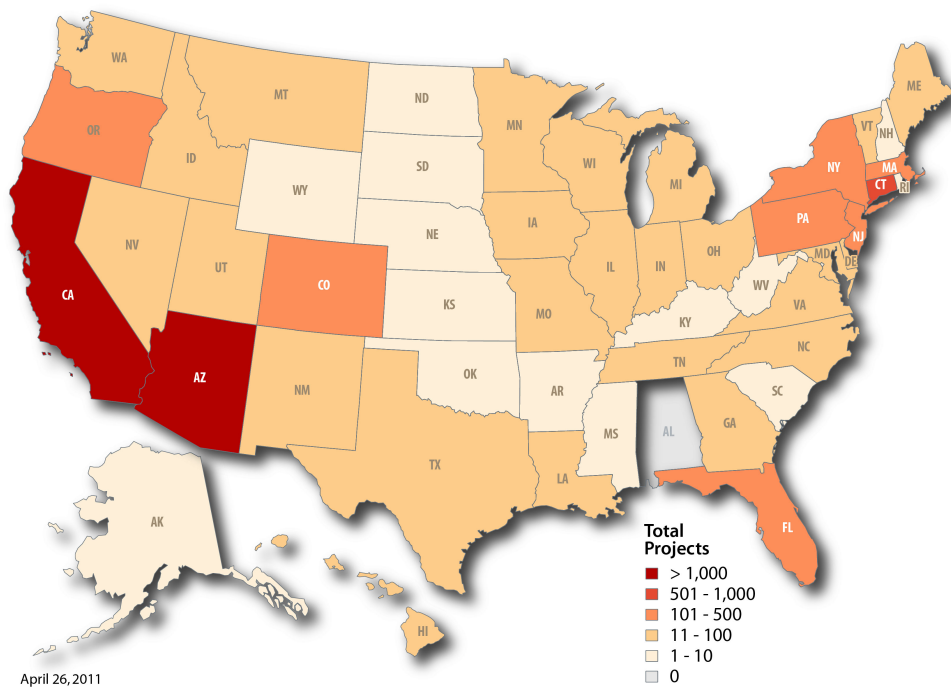 WA
MT
ND
MN
ME
VT
NH
OR
ID
SD
WI
MI
NY
MA
CT
RI
WY
IA
PA
NJ
NV
UT
NE
IL
IN
OH
MD
DE
CO
WV
VA
CA
KS
MO
KY
AZ
NM
OK
TN
NC
AR
SC
MS
AL
GA
TX
LA
AK
FL
HI
Total
Projects
> 1,000
501 - 1,000
101 - 500
11 - 100
1 - 10
0
April 26, 2011